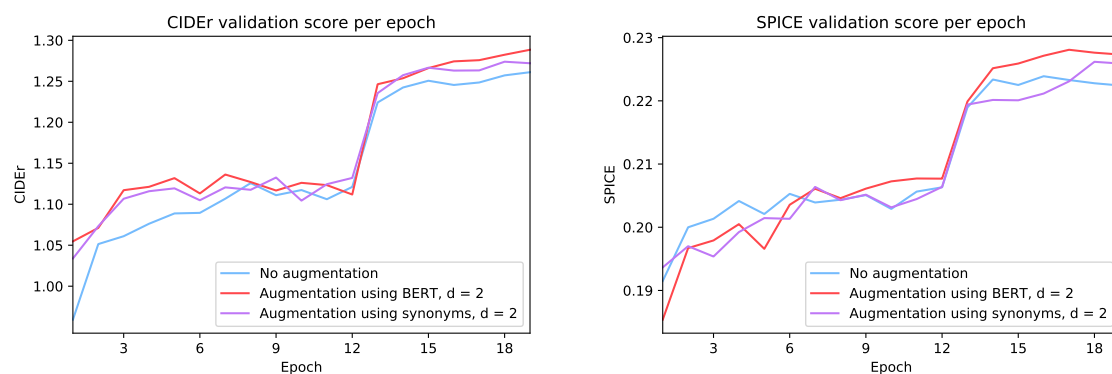 CIDEr validation score per epoch
1.30
1.25
1.20
1.15
1.10
1.05
1.00
CIDEr
3 6 9 12 15 18
Epoch
No augmentation
Augmentation using BERT, d = 2
Augmentation using synonyms, d = 2
SPICE validation score per epoch
0.23
0.22
0.21
0.20
0.19
SPICE
3 6 9 12 15 18
Epoch
No augmentation
Augmentation using BERT, d = 2
Augmentation using synonyms, d = 2